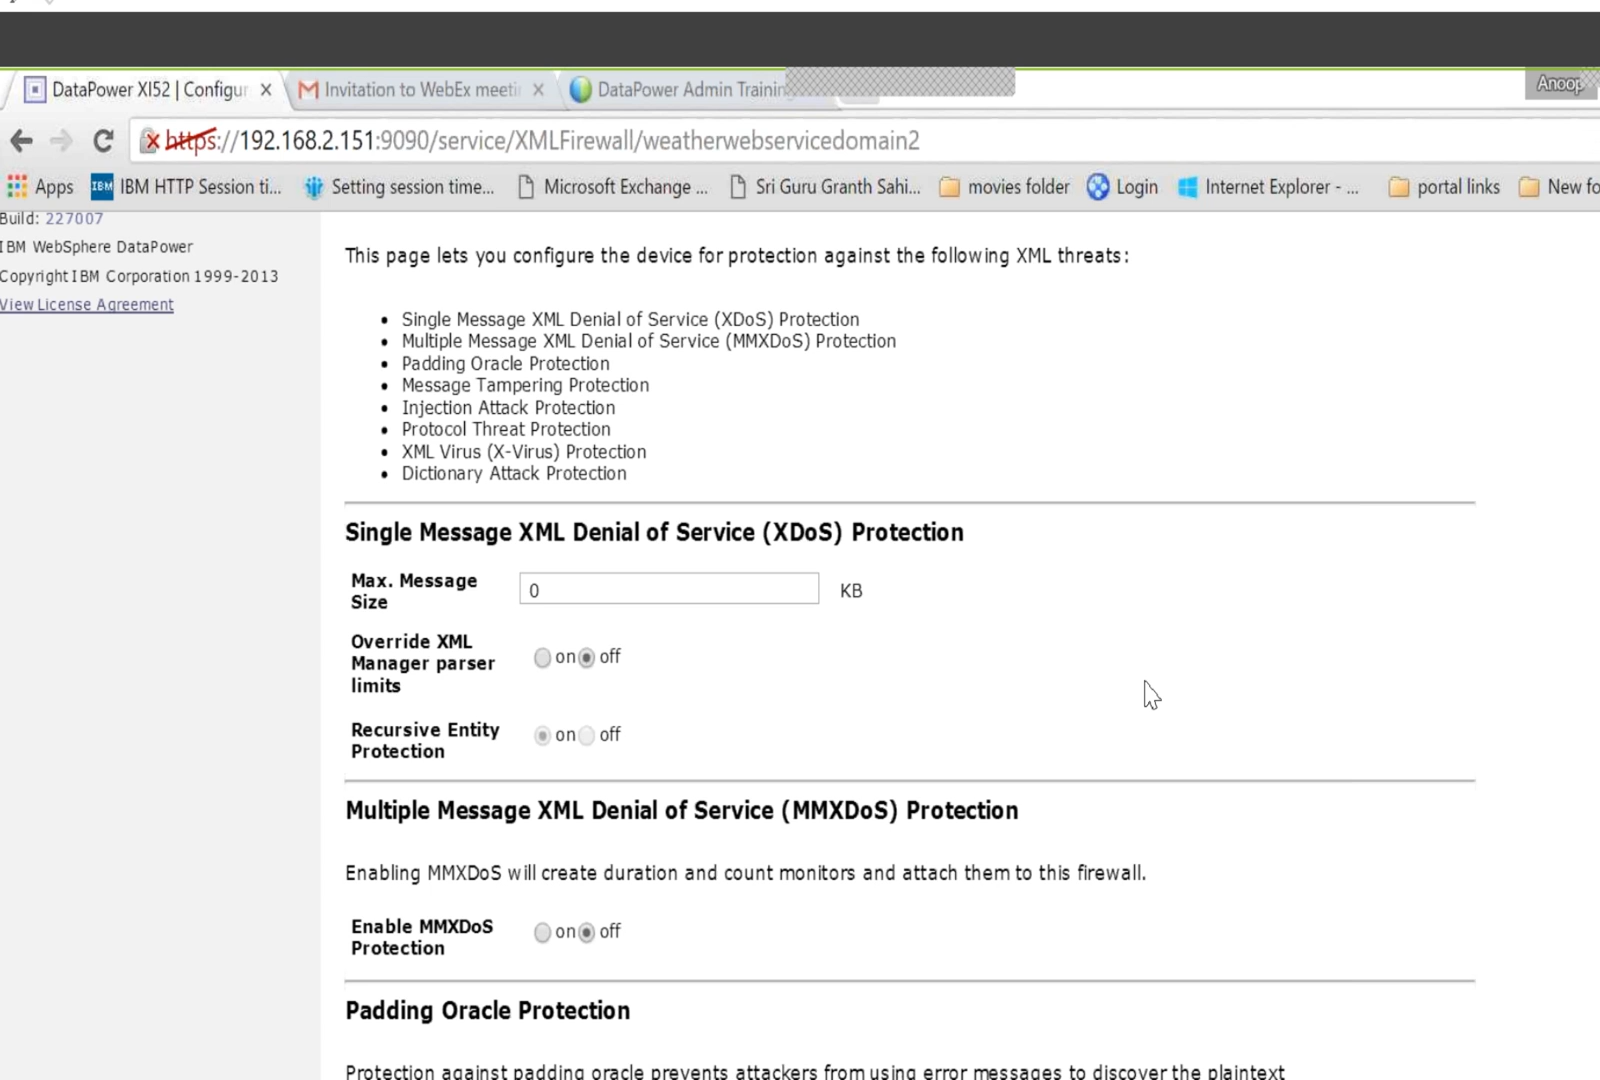 DataPower XI52 | Configur
Invitation to WebEx meeti
DataPower Admin Trainin
Anoop
https://192.168.2.151:9090/service/XMLFirewall/weatherwebservicedomain2
Apps
IBM
IBM HTTP Session ti...
Setting session time...
Microsoft Exchange ...
Sri Guru Granth Sahi...
movies folder
Login
Internet Explorer - ...
portal links
New fo
Build: 227007
IBM WebSphere DataPower
Copyright IBM Corporation 1999-2013
View License Agreement
This page lets you configure the device for protection against the following XML threats:
• Single Message XML Denial of Service (XDoS) Protection
• Multiple Message XML Denial of Service (MMXDoS) Protection
• Padding Oracle Protection
• Message Tampering Protection
• Injection Attack Protection
• Protocol Threat Protection
• XML Virus (X-Virus) Protection
• Dictionary Attack Protection
Single Message XML Denial of Service (XDoS) Protection
Max. Message
Size
0
KB
Override XML
Manager parser
limits
on off
Recursive Entity
Protection
on off
Multiple Message XML Denial of Service (MMXDoS) Protection
Enabling MMXDoS will create duration and count monitors and attach them to this firewall.
Enable MMXDoS
Protection
on off
Padding Oracle Protection
Protection against padding oracle prevents attackers from using error messages to discover the plaintext